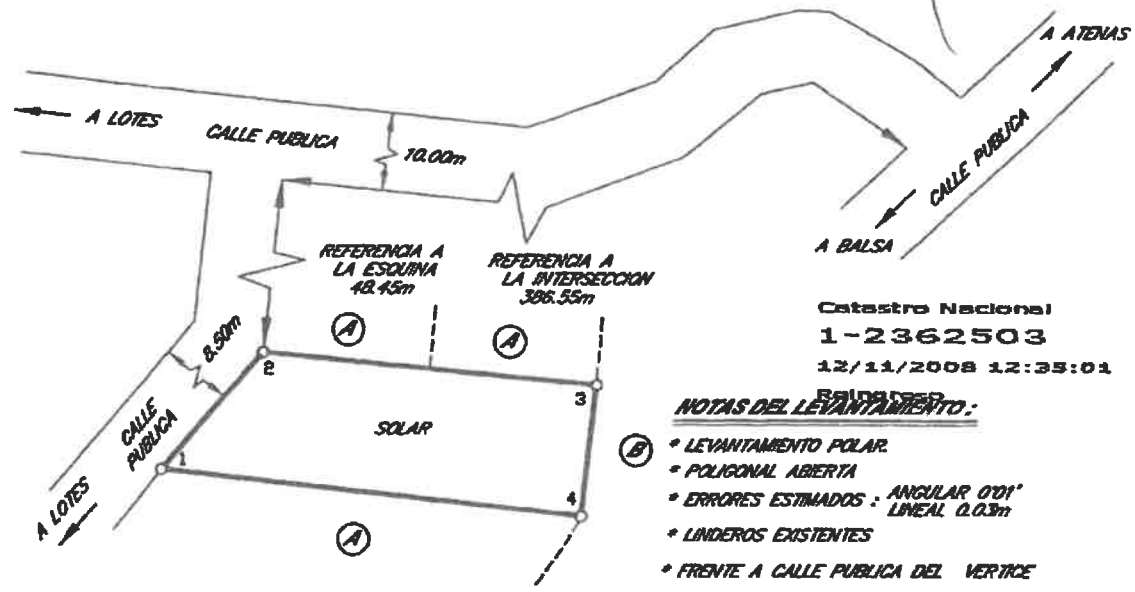 A ATENAS
A LOTES
CALLE PUBLICA
10.00m
CALLE PUBLICA
A BALSA
REFERENCIA A
LA ESQUINA
48.45m
REFERENCIA A
LA INTERSECCION
386.55m
A
A
8.50m
2
3
CALLE
PUBLICA
SOLAR
1
4
A LOTES
A
B
Catastro Nacional
1-2362503
12/11/2008 12:35:01
Reingreso
NOTAS DEL LEVANTAMIENTO :
* LEVANTAMIENTO POLAR.
* POLIGONAL ABIERTA
* ERRORES ESTIMADOS : ANGULAR 0'01"
LINEAL 0.03m
* LINDEROS EXISTENTES
* FRENTE A CALLE PUBLICA DEL VERTICE